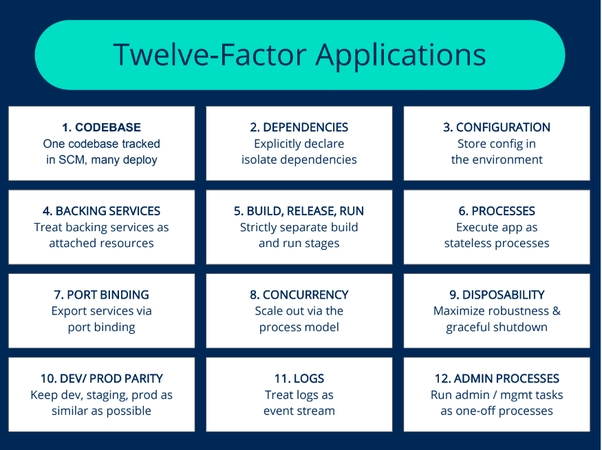 Twelve-Factor Applications
1. CODEBASE
One codebase tracked
in SCM, many deploy
2. DEPENDENCIES
Explicitly declare
isolate dependencies
3. CONFIGURATION
Store config in
the environment
4. BACKING SERVICES
Treat backing services as
attached resources
5. BUILD, RELEASE, RUN
Strictly separate build
and run stages
6. PROCESSES
Execute app as
stateless processes
7. PORT BINDING
Export services via
port binding
8. CONCURRENCY
Scale out via the
process model
9. DISPOSABILITY
Maximize robustness &
graceful shutdown
10. DEV/ PROD PARITY
Keep dev, staging, prod as
similar as possible
11. LOGS
Treat logs as
event stream
12. ADMIN PROCESSES
Run admin / mgmt tasks
as one-off processes